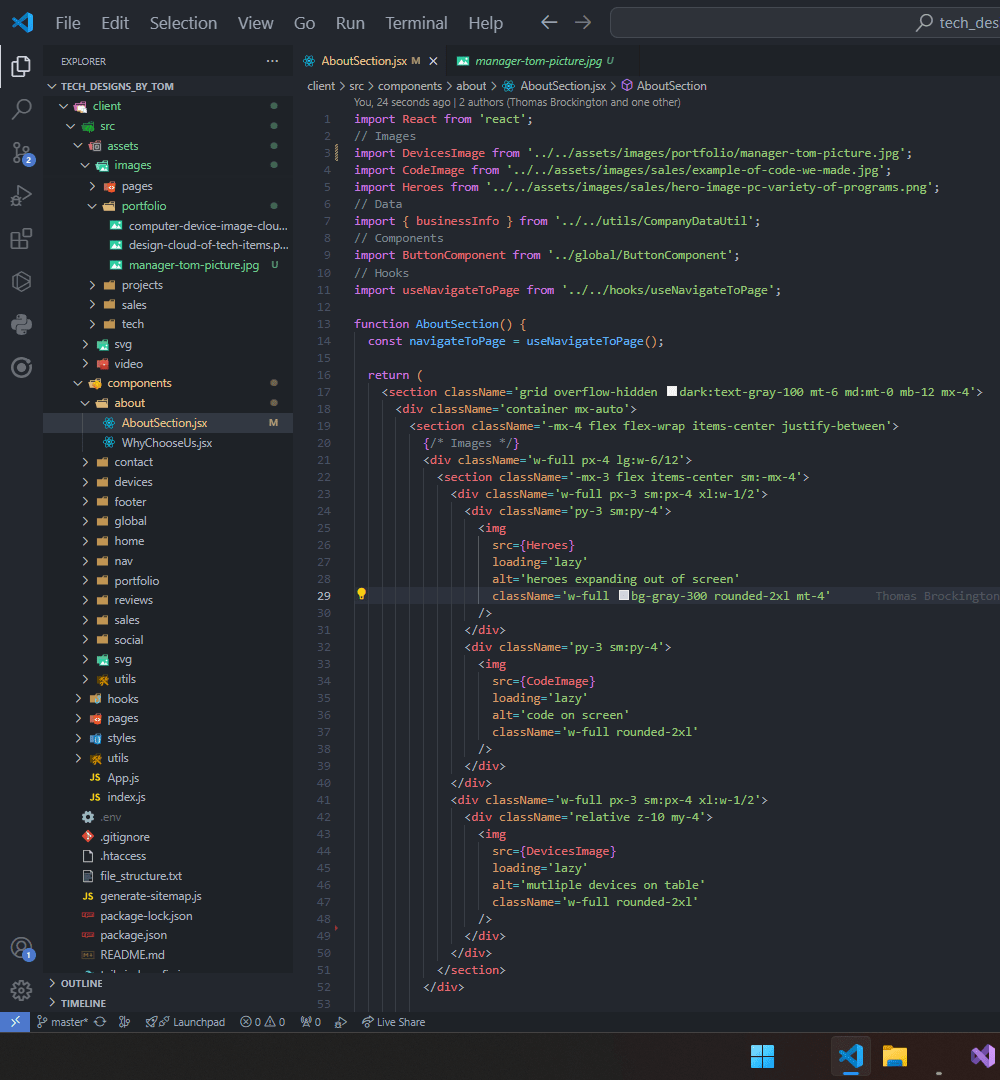 File Edit Selection View Go Run Terminal Help
tech_des
EXPLORER
AboutSection.jsx M
manager-tom-picture.jpg U
TECH_DESIGNS_BY_TOM
client
src
assets
images
pages
portfolio
computer-device-image-clou...
design-cloud-of-tech-items.p...
manager-tom-picture.jpg U
projects
sales
tech
svg
video
components
about
AboutSection.jsx M
WhyChooseUs.jsx
contact
devices
footer
global
home
nav
portfolio
reviews
sales
social
svg
utils
hooks
pages
styles
utils
JS App.js
JS index.js
.env
.gitignore
.htaccess
file_structure.txt
JS generate-sitemap.js
package-lock.json
package.json
README.md
OUTLINE
TIMELINE
client > src > components > about > AboutSection.jsx > AboutSection
You, 24 seconds ago | 2 authors (Thomas Brockington and one other)
1 import React from 'react';
2 // Images
3 import DevicesImage from '../../assets/images/portfolio/manager-tom-picture.jpg';
4 import CodeImage from '../../assets/images/sales/example-of-code-we-made.jpg';
5 import Heroes from '../../assets/images/sales/hero-image-pc-variety-of-programs.png';
6 // Data
7 import { businessInfo } from '../../utils/CompanyDataUtil';
8 // Components
9 import ButtonComponent from '../global/ButtonComponent';
10 // Hooks
11 import useNavigateToPage from '../../hooks/useNavigateToPage';
12
13 function AboutSection() {
14 const navigateToPage = useNavigateToPage();
15
16 return (
17 <section className='grid overflow-hidden dark:text-gray-100 mt-6 md:mt-0 mb-12 mx-4'>
18 <div className='container mx-auto'>
19 <section className='-mx-4 flex flex-wrap items-center justify-between'>
20 {/* Images */}
21 <div className='w-full px-4 lg:w-6/12'>
22 <section className='-mx-3 flex items-center sm:-mx-4'>
23 <div className='w-full px-3 sm:px-4 xl:w-1/2'>
24 <div className='py-3 sm:py-4'>
25 <img
26 src={Heroes}
27 loading='lazy'
28 alt='heroes expanding out of screen'
29 className='w-full bg-gray-300 rounded-2xl mt-4' Thomas Brockington
30 />
31 </div>
32 <div className='py-3 sm:py-4'>
33 <img
34 src={CodeImage}
35 loading='lazy'
36 alt='code on screen'
37 className='w-full rounded-2xl'
38 />
39 </div>
40 </div>
41 <div className='w-full px-3 sm:px-4 xl:w-1/2'>
42 <div className='relative z-10 my-4'>
43 <img
44 src={DevicesImage}
45 loading='lazy'
46 alt='mutliple devices on table'
47 className='w-full rounded-2xl'
48 />
49 </div>
50 </div>
51 </section>
52 </div>
53
2
1
master* Launchpad 0 0 0 Live Share